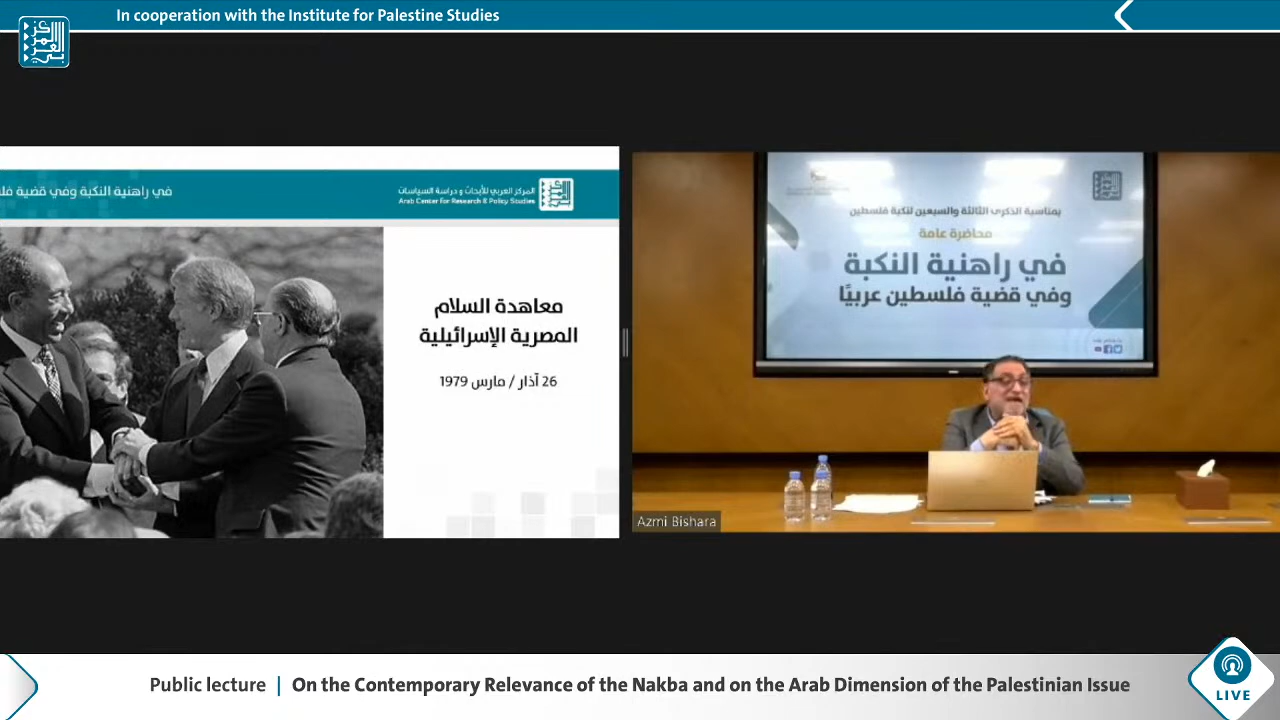 In cooperation with the Institute for Palestine Studies
في راهنية النكبة وفي قضية
المركز العربي للأبحاث ودراسة السياسات
Arab Center for Research & Policy Studies
معاهدة السلام
المصرية الإسرائيلية
26 آذار / مارس 1979
بمناسبة الذكرى الثالثة والسبعين لنكبة فلسطين
محاضرة عامة
في راهنية النكبة
وفي قضية فلسطين عربيًا
Azmi Bishara
Public lecture | On the Contemporary Relevance of the Nakba and on the Arab Dimension of the Palestinian Issue
LIVE